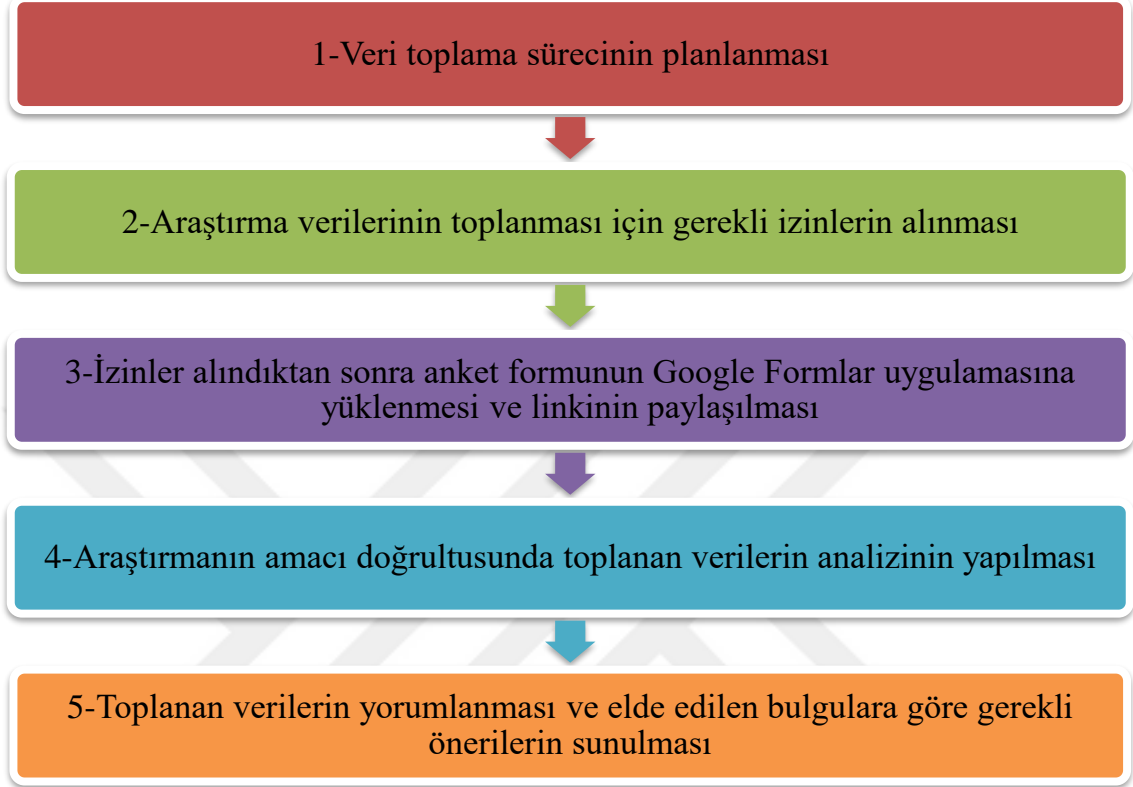 1-Veri toplama sürecinin planlanması
2-Araştırma verilerinin toplanması için gerekli izinlerin alınması
3-İzinler alındıktan sonra anket formunun Google Formlar uygulamasına
yüklenmesi ve linkinin paylaşılması
4-Araştırmanın amacı doğrultusunda toplanan verilerin analizinin yapılması
5-Toplanan verilerin yorumlanması ve elde edilen bulgulara göre gerekli
önerilerin sunulması